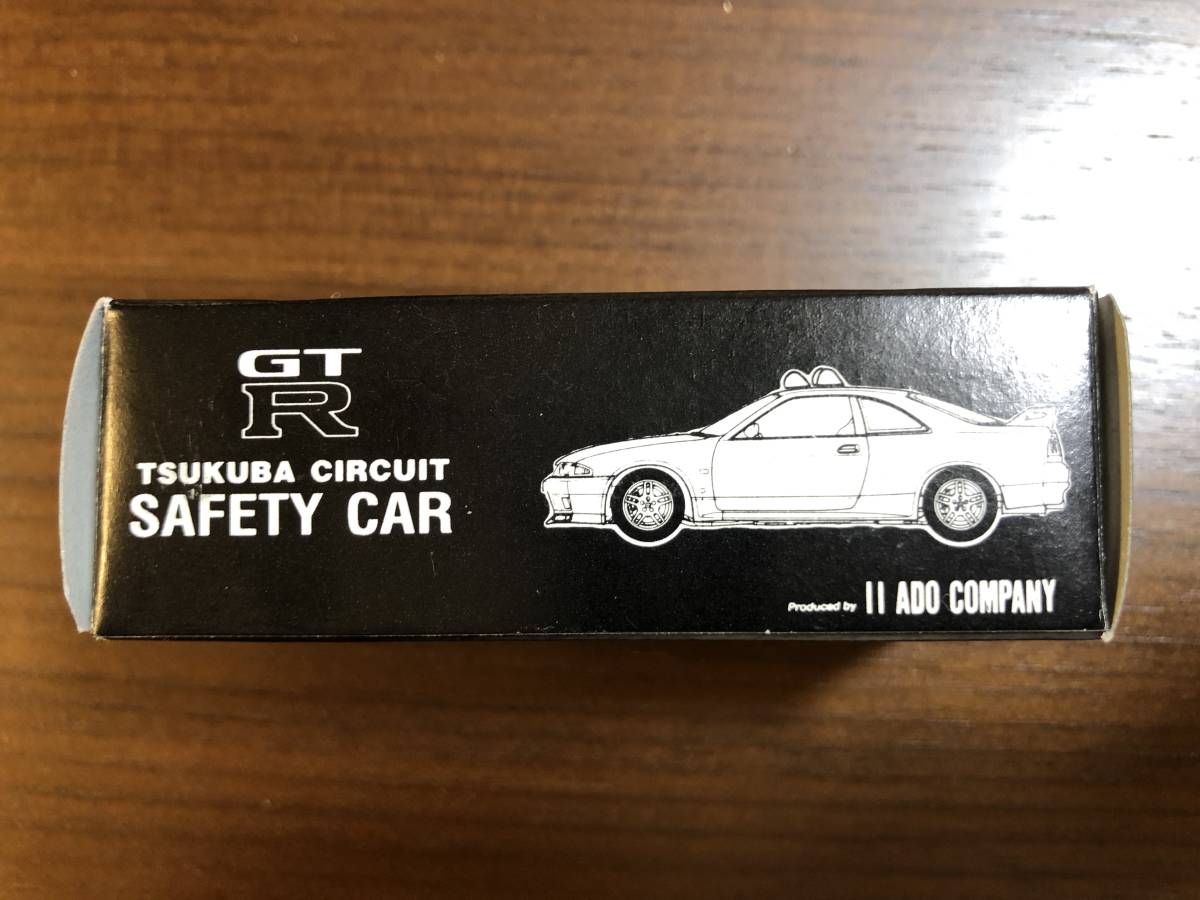 GT
R
TSUKUBA CIRCUIT
SAFETY CAR
Produced by II ADO COMPANY